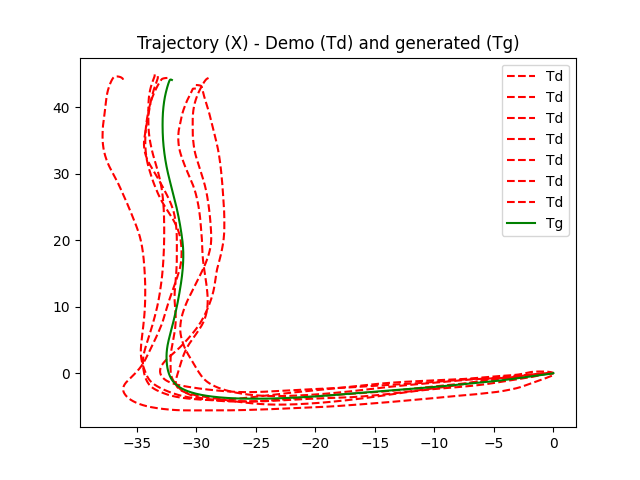 Trajectory (X) - Demo (Td) and generated (Tg)
Td
Td
Td
Td
Td
Td
Td
Tg
40
30
20
10
0
−35 −30 −25 −20 −15 −10 −5 0